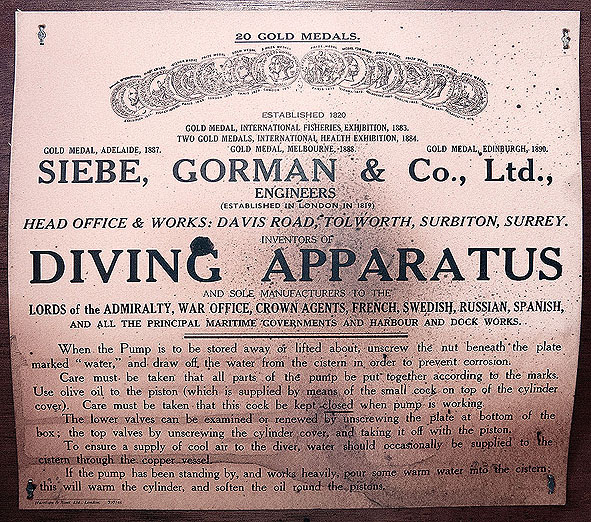 20 GOLD MEDALS.
ESTABLISHED 1820
GOLD MEDAL, INTERNATIONAL FISHERIES, EXHIBITION, 1883.
TWO GOLD MEDALS, INTERNATIONAL, HEALTH EXHIBITION, 1884.
GOLD MEDAL, ADELAIDE, 1887. GOLD MEDAL, MELBOURNE, 1888. GOLD MEDAL, EDINBURGH, 1890.
SIEBE, GORMAN & Co., Ltd.,
ENGINEERS
(ESTABLISHED IN LONDON IN 1819)
HEAD OFFICE & WORKS: DAVIS ROAD, TOLWORTH, SURBITON, SURREY.
INVENTORS OF
DIVING APPARATUS
AND SOLE MANUFACTURERS TO THE
LORDS of the ADMIRALTY, WAR OFFICE, CROWN AGENTS, FRENCH, SWEDISH, RUSSIAN, SPANISH,
AND ALL THE PRINCIPAL MARITIME GOVERNMENTS AND HARBOUR AND DOCK WORKS.
When the Pump is to be stored away or lifted about, unscrew the nut beneath the plate
marked "water," and draw off the water from the cistern in order to prevent corrosion.
Care must be taken that all parts of the pump be put together according to the marks.
Use olive oil to the piston (which is supplied by means of the small cock on top of the cylinder
cover). Care must be taken that this cock be kept closed when pump is working.
The lower valves can be examined or renewed by unscrewing the plate at bottom of the
box; the top valves by unscrewing the cylinder cover, and taking it off with the piston.
To ensure a supply of cool air to the diver, water should occasionally be supplied to the
cistern through the copper vessel.
If the pump has been standing by, and works heavily, pour some warm water into the cistern;
this will warm the cylinder, and soften the oil round the pistons.